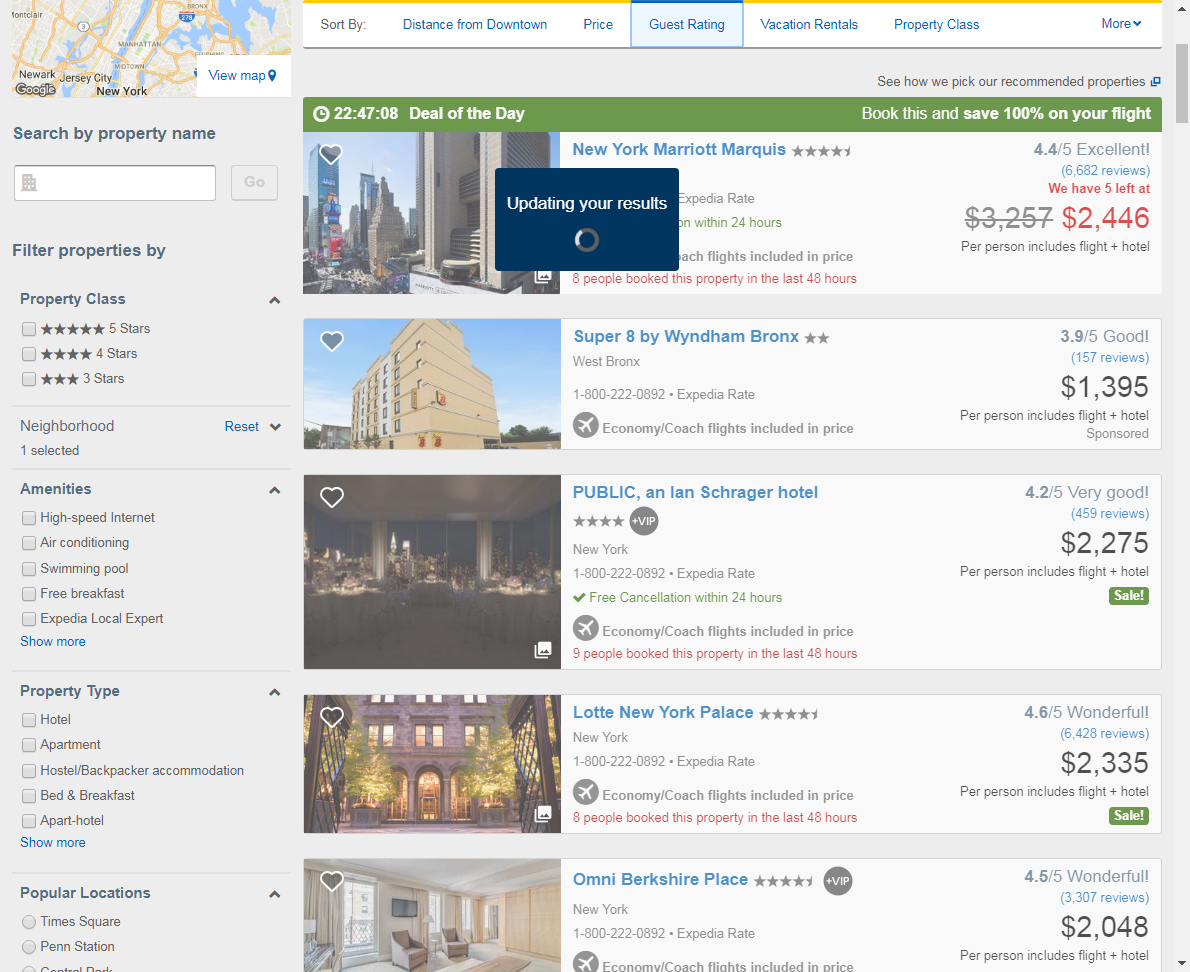 ontclair
BRONX
278
3
MANHATTAN
MIDTOWN
Newark
Jersey City
New York
Google
View map
Search by property name
Go
Filter properties by
Property Class
5 Stars
4 Stars
3 Stars
Neighborhood
Reset
1 selected
Amenities
High-speed Internet
Air conditioning
Swimming pool
Free breakfast
Expedia Local Expert
Show more
Property Type
Hotel
Apartment
Hostel/Backpacker accommodation
Bed & Breakfast
Apart-hotel
Show more
Popular Locations
Times Square
Penn Station
Central Park
Sort By: Distance from Downtown Price Guest Rating Vacation Rentals Property Class More
See how we pick our recommended properties
22:47:08 Deal of the Day Book this and save 100% on your flight
New York Marriott Marquis
Updating your results
Expedia Rate
on within 24 hours
oach flights included in price
8 people booked this property in the last 48 hours
4.4/5 Excellent!
(6,682 reviews)
We have 5 left at
$3,257 $2,446
Per person includes flight + hotel
Super 8 by Wyndham Bronx
West Bronx
1-800-222-0892 • Expedia Rate
Economy/Coach flights included in price
3.9/5 Good!
(157 reviews)
$1,395
Per person includes flight + hotel
Sponsored
PUBLIC, an Ian Schrager hotel
+VIP
New York
1-800-222-0892 • Expedia Rate
Free Cancellation within 24 hours
Economy/Coach flights included in price
9 people booked this property in the last 48 hours
4.2/5 Very good!
(459 reviews)
$2,275
Per person includes flight + hotel
Sale!
Lotte New York Palace
New York
1-800-222-0892 • Expedia Rate
Economy/Coach flights included in price
8 people booked this property in the last 48 hours
4.6/5 Wonderful!
(6,428 reviews)
$2,335
Per person includes flight + hotel
Sale!
Omni Berkshire Place
+VIP
New York
1-800-222-0892 • Expedia Rate
Economy/Coach flights included in price
4.5/5 Wonderful!
(3,307 reviews)
$2,048
Per person includes flight + hotel